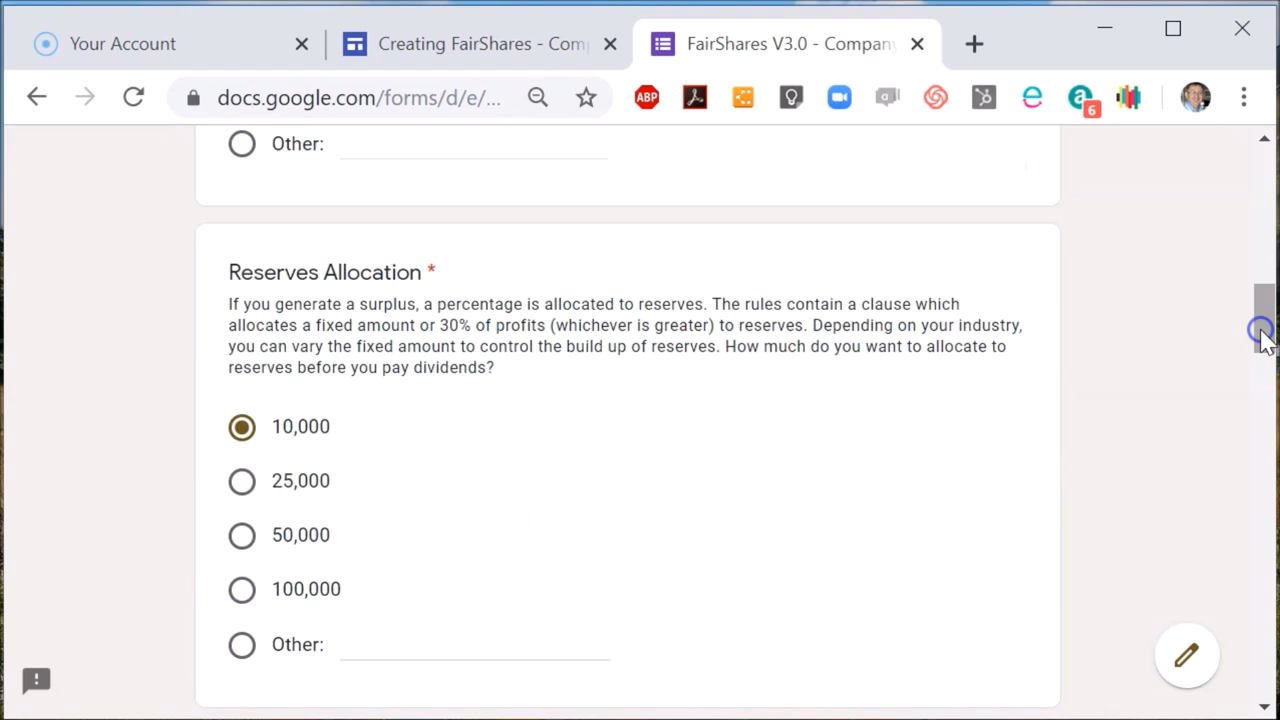 Your Account
Creating FairShares - Com
FairShares V3.0 - Company
docs.google.com/forms/d/e/...
ABP
a
e
a
6
Other:
Reserves Allocation *
If you generate a surplus, a percentage is allocated to reserves. The rules contain a clause which
allocates a fixed amount or 30% of profits (whichever is greater) to reserves. Depending on your industry,
you can vary the fixed amount to control the build up of reserves. How much do you want to allocate to
reserves before you pay dividends?
10,000
25,000
50,000
100,000
Other: